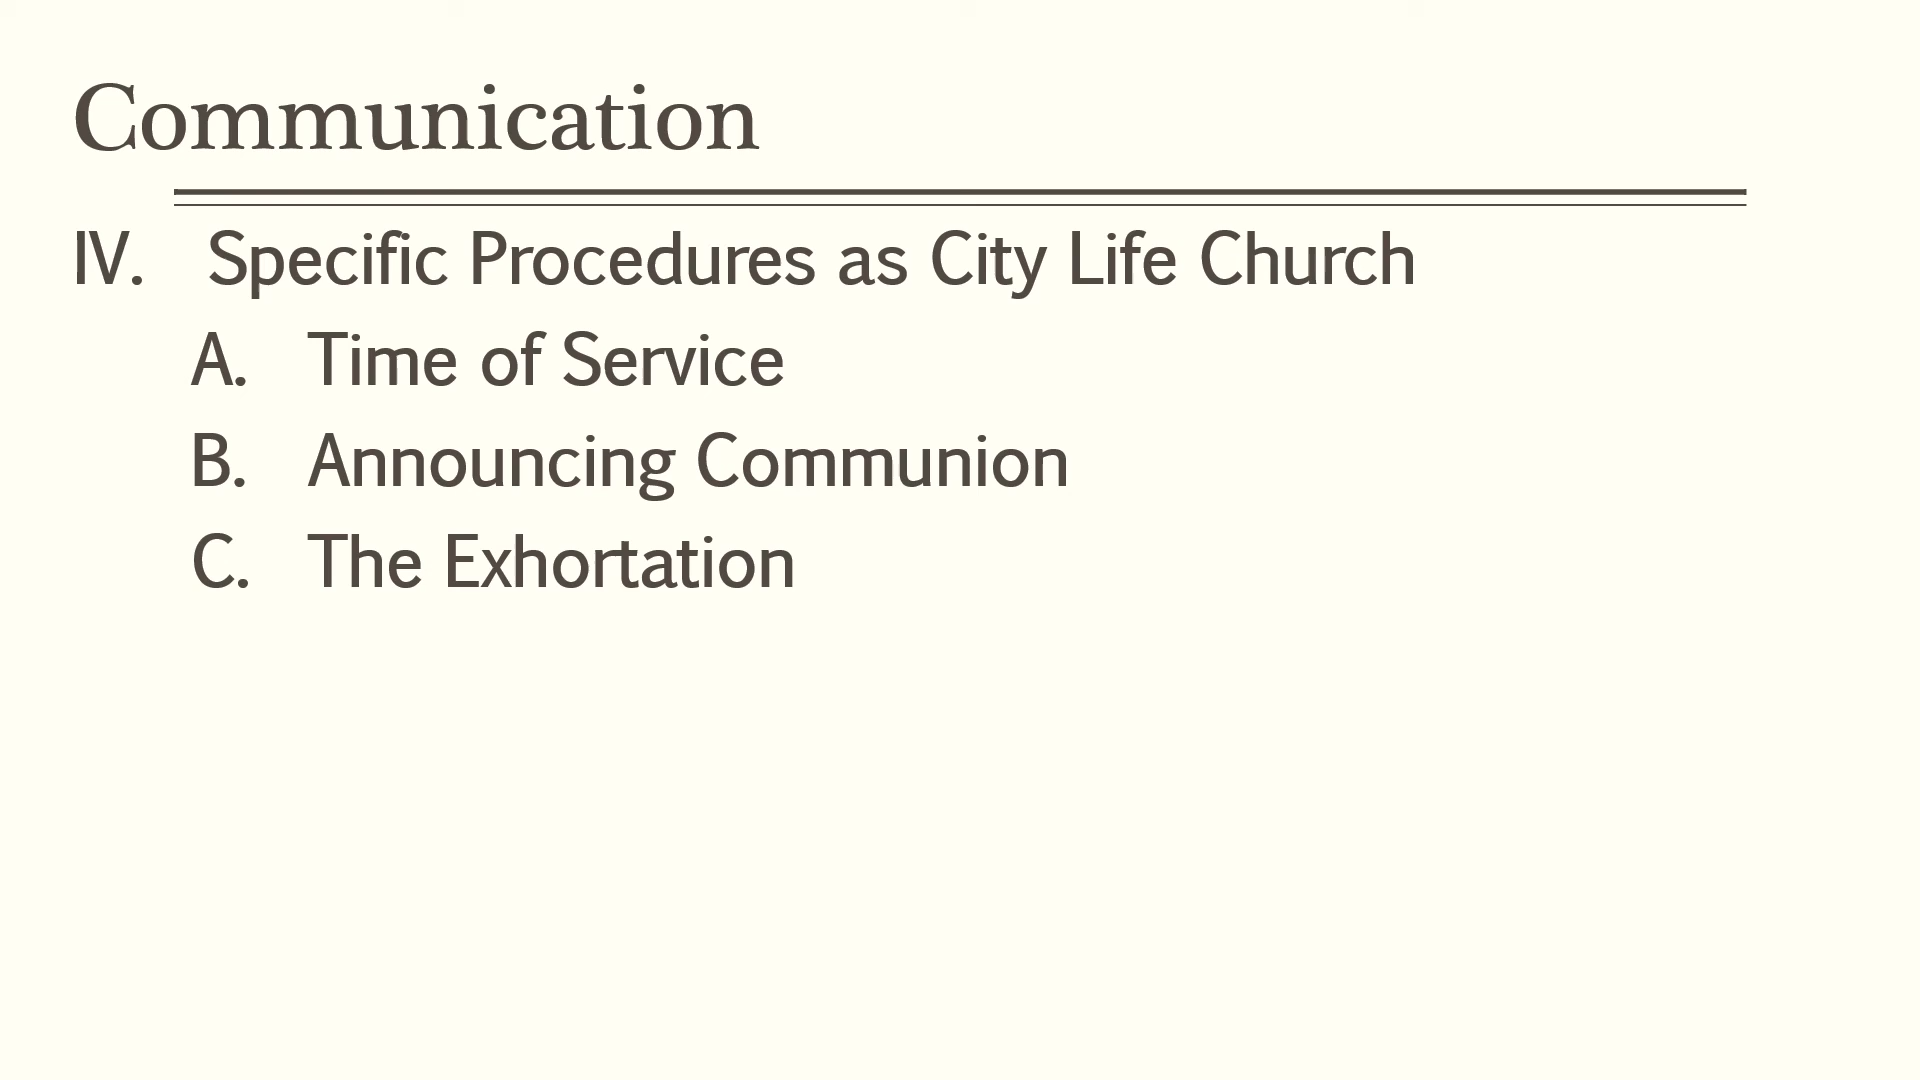 Communication
IV. Specific Procedures as City Life Church
A. Time of Service
B. Announcing Communion
C. The Exhortation